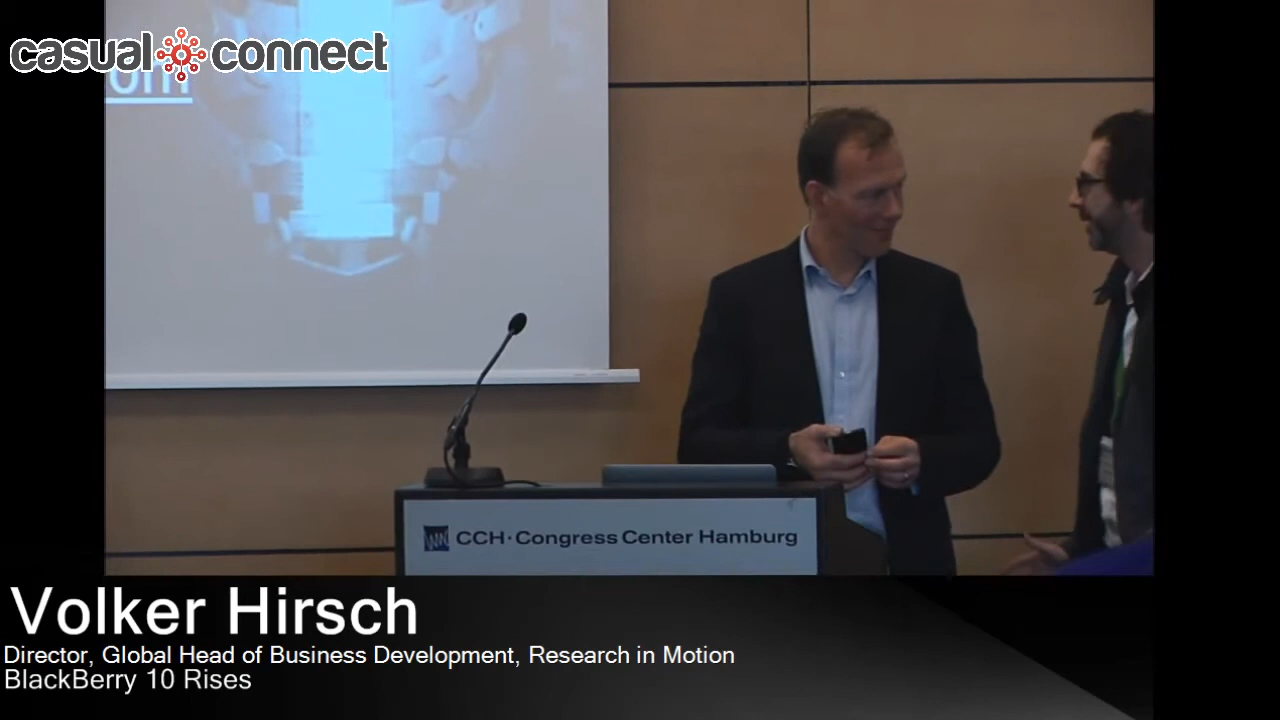 casual connect
om
CCH·Congress Center Hamburg
Volker Hirsch
Director, Global Head of Business Development, Research in Motion
BlackBerry 10 Rises